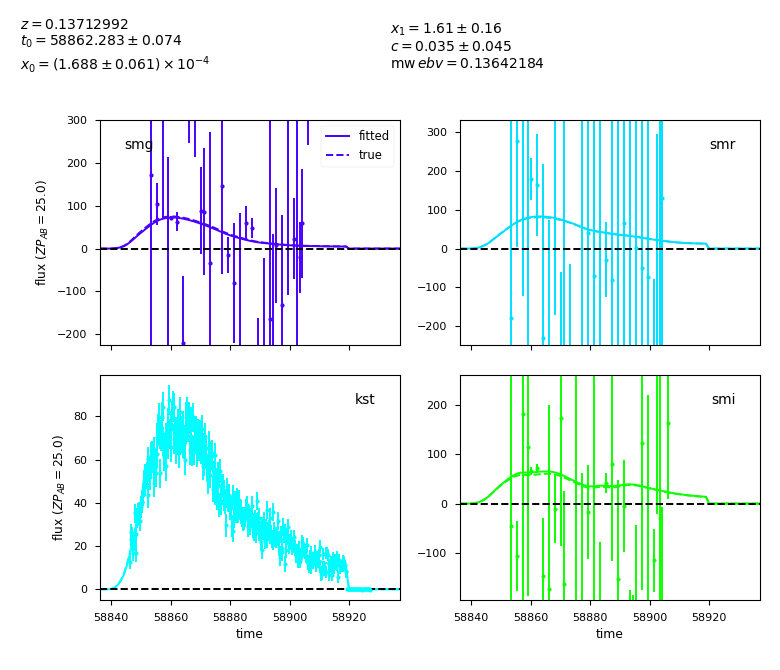 z = 0.13712992
t₀ = 58862.283 ± 0.074
x₀ = (1.688 ± 0.061) × 10⁻⁴
x₁ = 1.61 ± 0.16
c = 0.035 ± 0.045
mw ebv = 0.13642184
smg
fitted
true
300
200
100
0
−100
−200
flux (ZP_AB = 25.0)
smr
300
200
100
0
−100
−200
kst
80
60
40
20
0
flux (ZP_AB = 25.0)
58840 58860 58880 58900 58920
time
smi
200
100
0
−100
58840 58860 58880 58900 58920
time